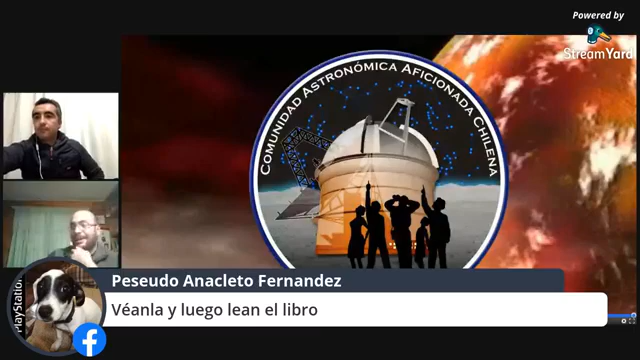 Powered by
StreamYard
COMUNIDAD ASTRONÓMICA AFICIONADA CHILENA
PlayStation
Peseudo Anacleto Fernandez
Véanla y luego lean el libro